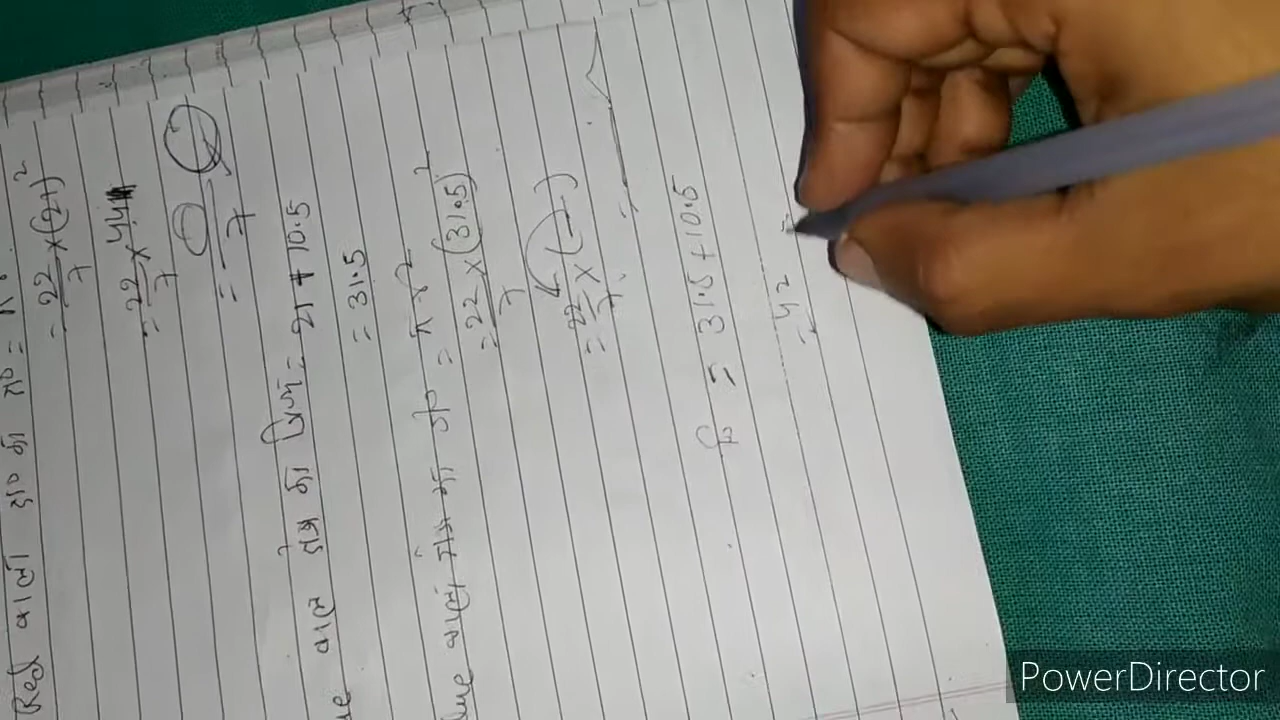 Red वाले क्षे० का क्षे० = π
= 22/7 × (21)²
= 22/7 × 441
= 7
वाले क्षेत्र की त्रिज्या = 21 + 10.5
= 31.5
वाले क्षेत्र का क्षे० = πr²
= 22/7 × (31.5)²
= 22/7 × ( )
=
त्रि = 31.5 + 10.5
= 42
PowerDirector